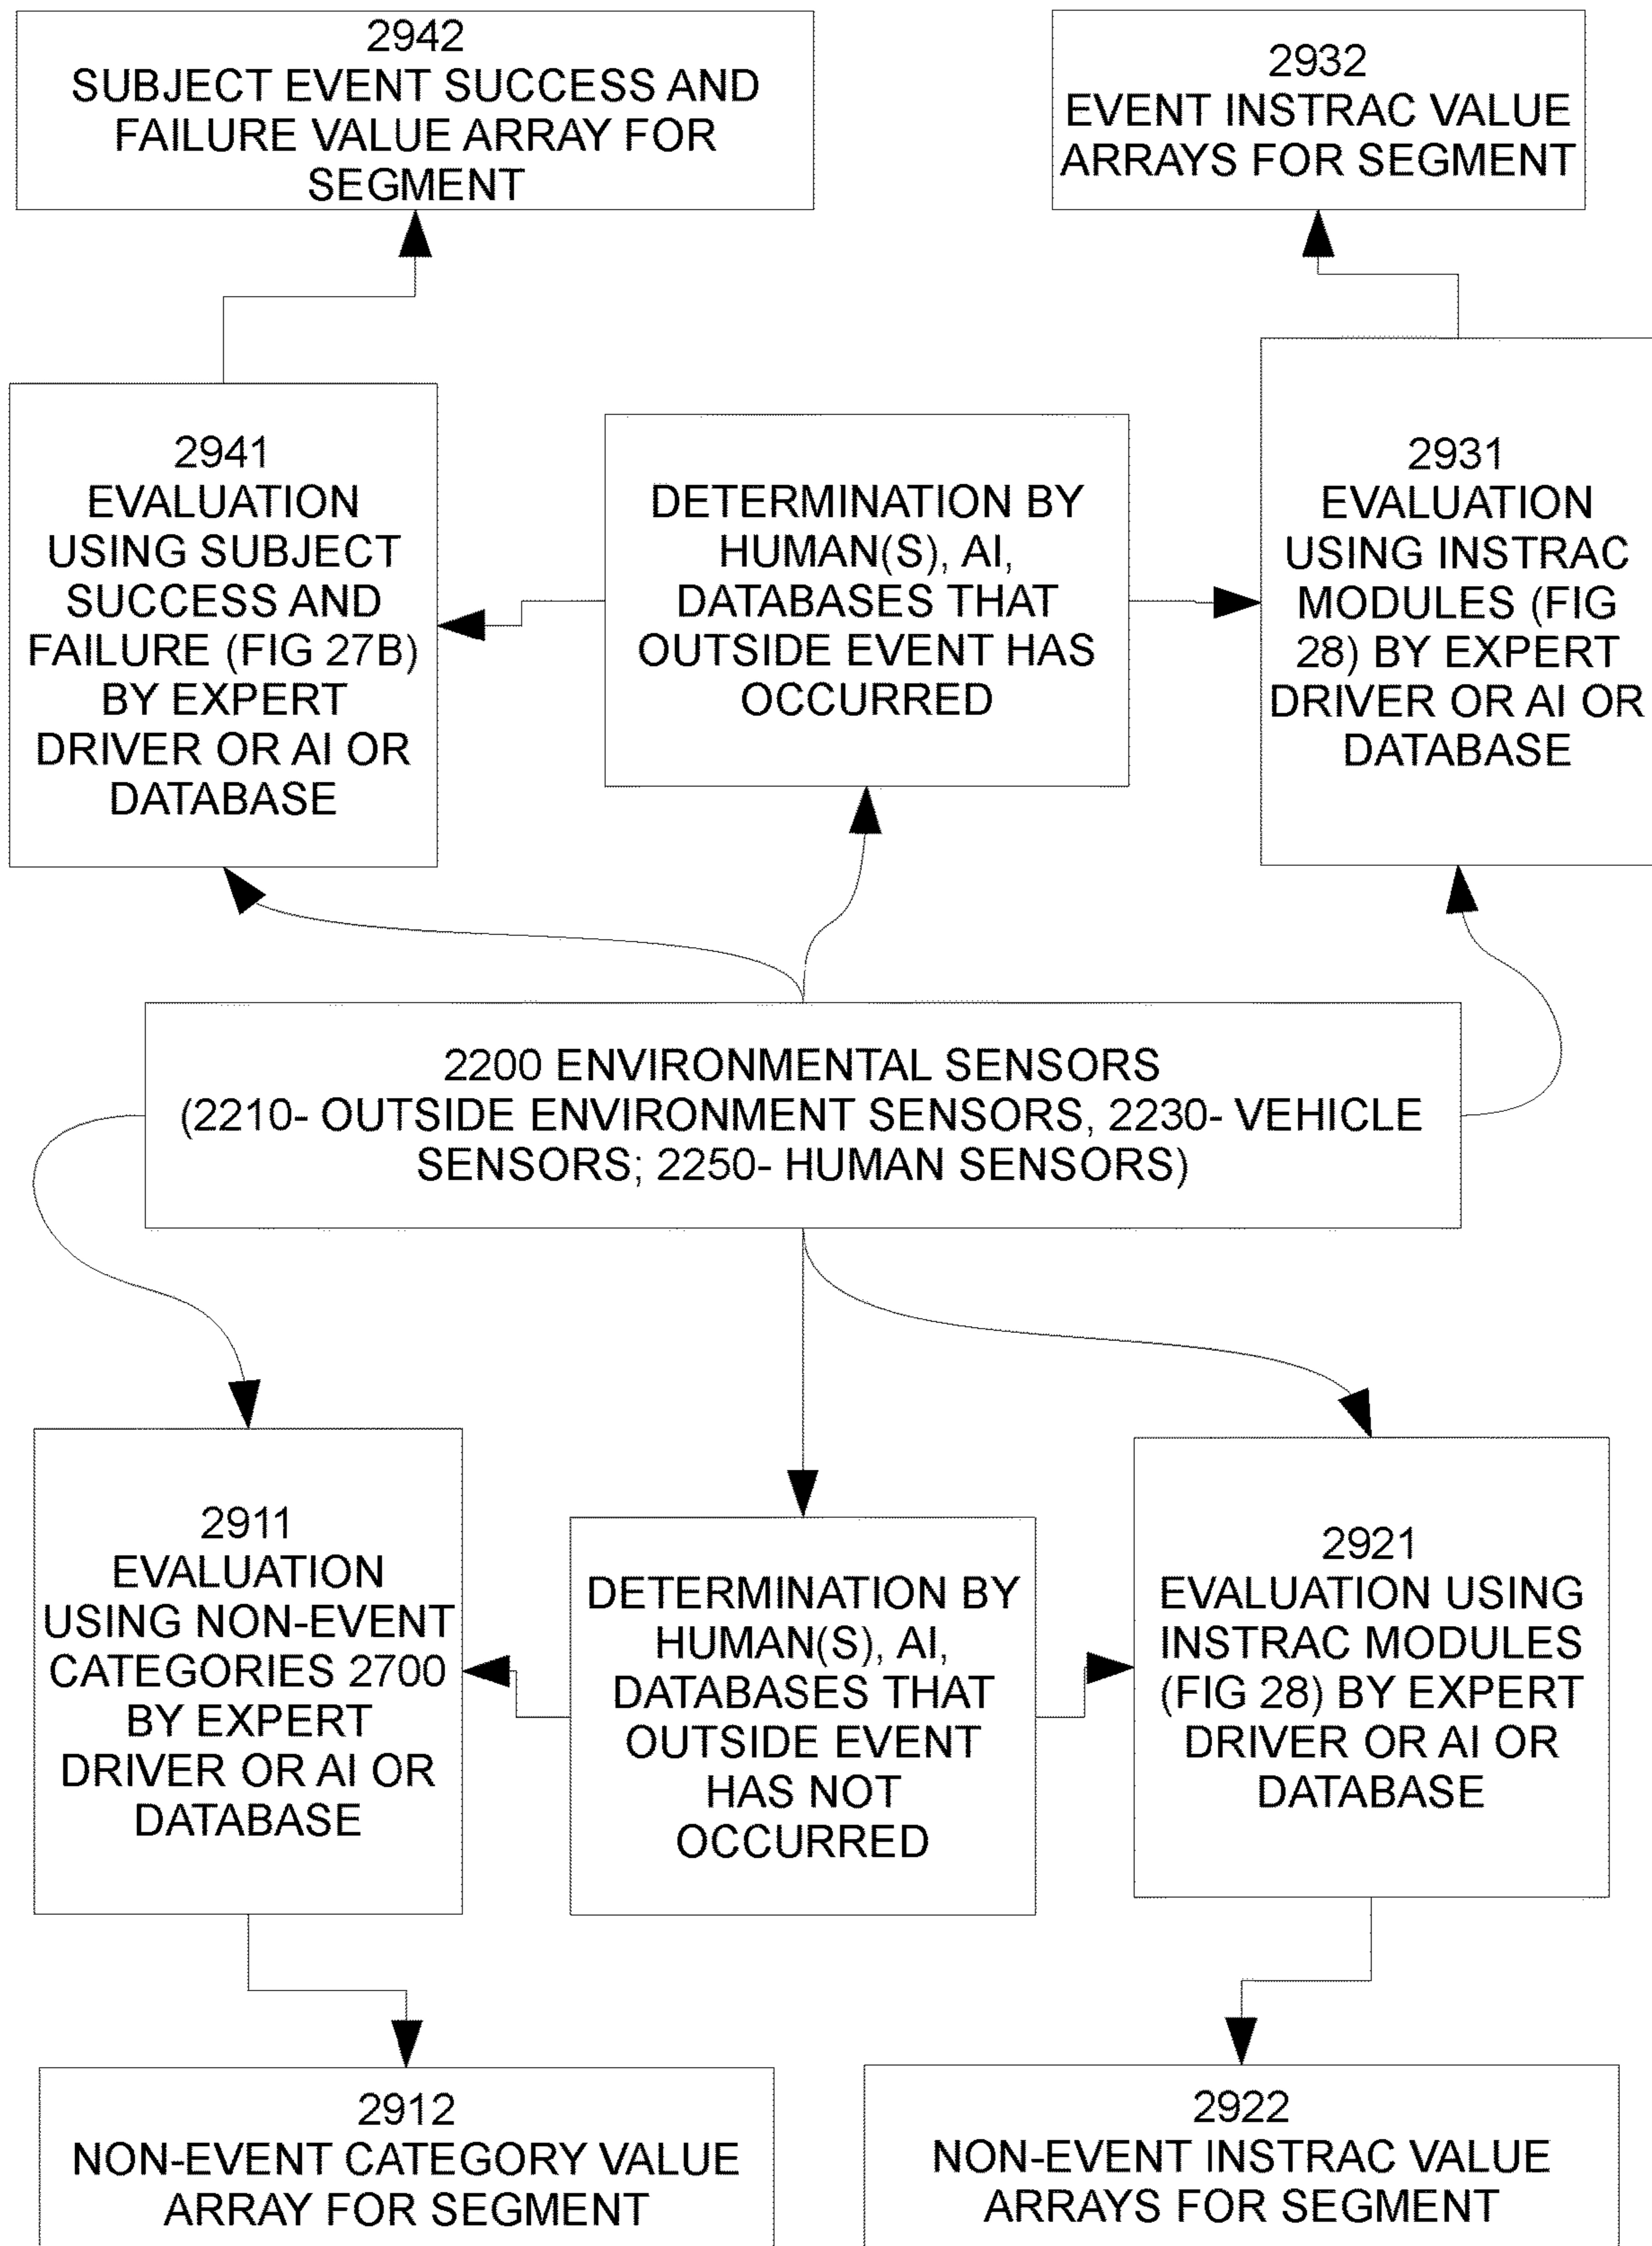 2942
SUBJECT EVENT SUCCESS AND
FAILURE VALUE ARRAY FOR
SEGMENT
2932
EVENT INSTRAC VALUE
ARRAYS FOR SEGMENT
2941
EVALUATION
USING SUBJECT
SUCCESS AND
FAILURE (FIG 27B)
BY EXPERT
DRIVER OR AI OR
DATABASE
DETERMINATION BY
HUMAN(S), AI,
DATABASES THAT
OUTSIDE EVENT HAS
OCCURRED
2931
EVALUATION
USING INSTRAC
MODULES (FIG
28) BY EXPERT
DRIVER OR AI OR
DATABASE
2200 ENVIRONMENTAL SENSORS
(2210- OUTSIDE ENVIRONMENT SENSORS, 2230- VEHICLE
SENSORS; 2250- HUMAN SENSORS)
2911
EVALUATION
USING NON-EVENT
CATEGORIES 2700
BY EXPERT
DRIVER OR AI OR
DATABASE
DETERMINATION BY
HUMAN(S), AI,
DATABASES THAT
OUTSIDE EVENT
HAS NOT
OCCURRED
2921
EVALUATION USING
INSTRAC MODULES
(FIG 28) BY EXPERT
DRIVER OR AI OR
DATABASE
2912
NON-EVENT CATEGORY VALUE
ARRAY FOR SEGMENT
2922
NON-EVENT INSTRAC VALUE
ARRAYS FOR SEGMENT